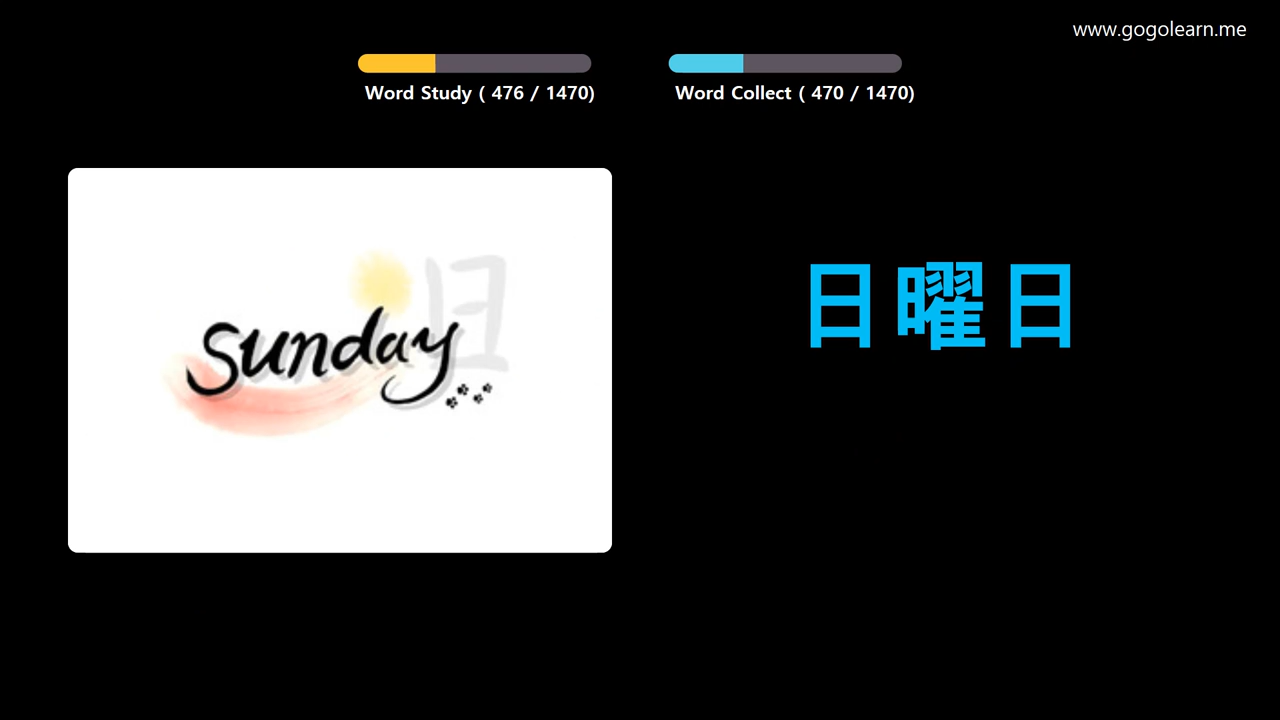 www.gogolearn.me
Word Study ( 476 / 1470)
Word Collect ( 470 / 1470)
日
Sunday
日曜日